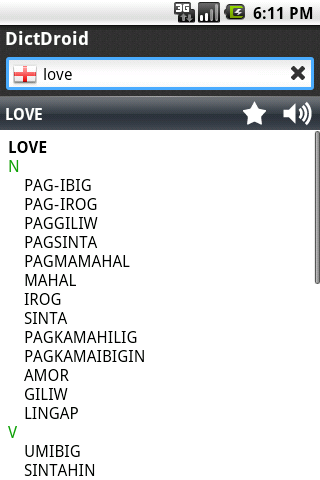 3G 6:11 PM
DictDroid
love
LOVE
LOVE
N
PAG-IBIG
PAG-IROG
PAGGILIW
PAGSINTA
PAGMAMAHAL
MAHAL
IROG
SINTA
PAGKAMAHILIG
PAGKAMAIBIGIN
AMOR
GILIW
LINGAP
V
UMIBIG
SINTAHIN